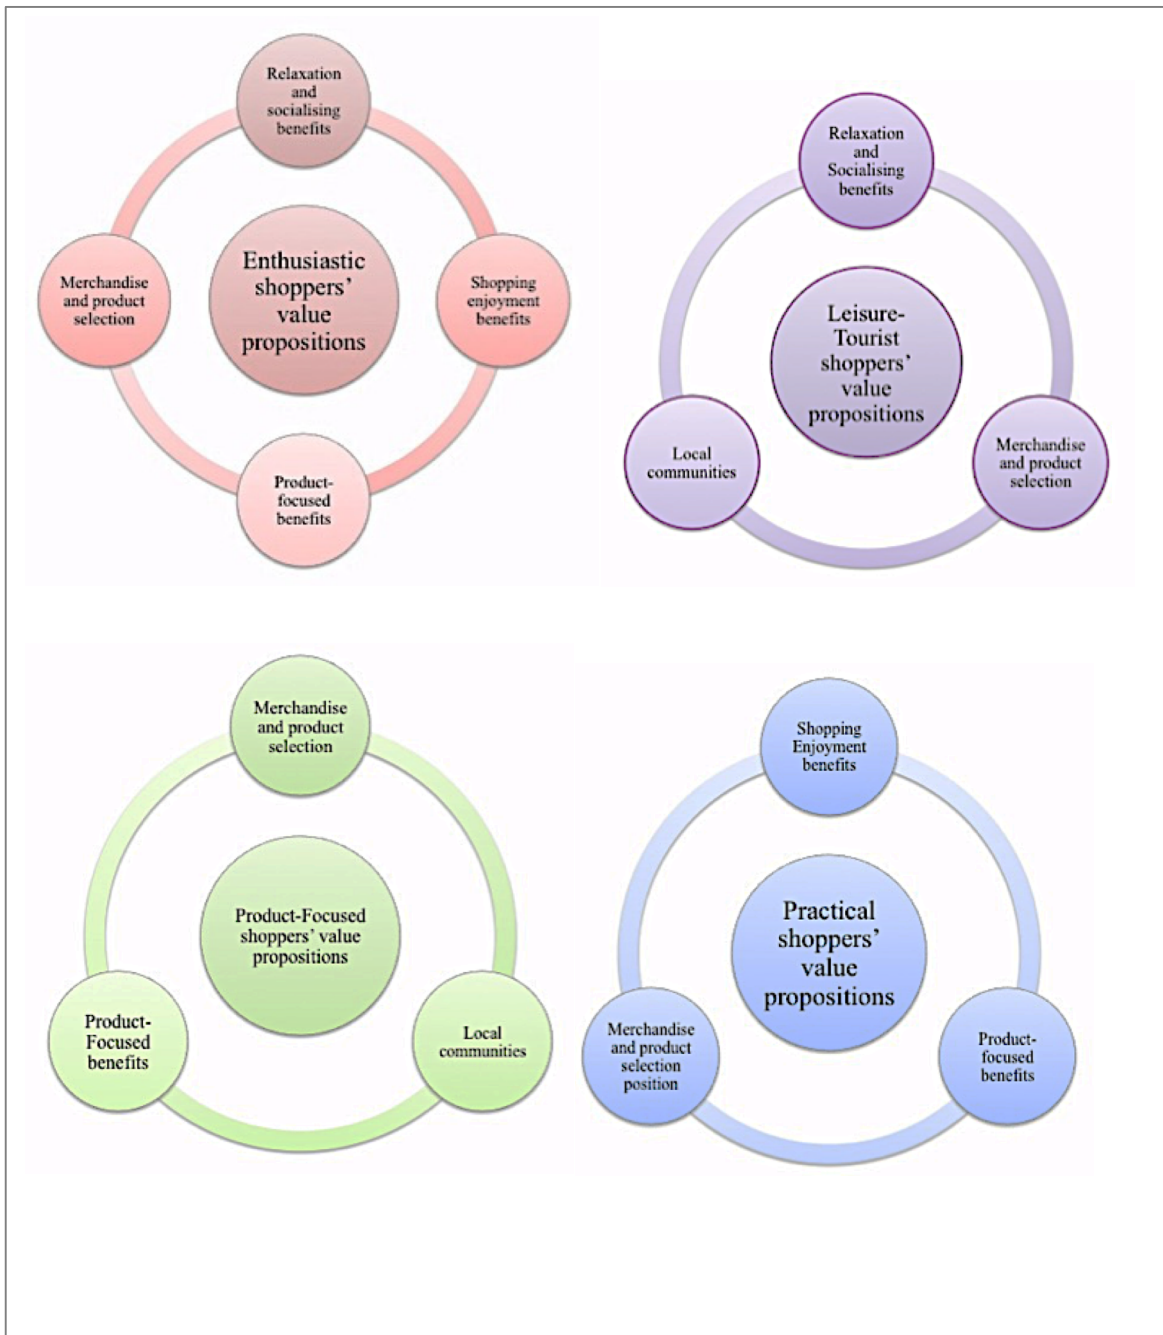 Relaxation
and
socialising
benefits
Merchandise
and product
selection
Enthusiastic
shoppers’
value
propositions
Shopping
enjoyment
benefits
Product-
focused
benefits
Relaxation
and
Socialising
benefits
Leisure-
Tourist
shoppers’
value
propositions
Local
communities
Merchandise
and product
selection
Merchandise
and product
selection
Product-Focused
shoppers’ value
propositions
Product-
Focused
benefits
Local
communities
Shopping
Enjoyment
benefits
Practical
shoppers’
value
propositions
Merchandise
and product
selection
position
Product-
focused
benefits